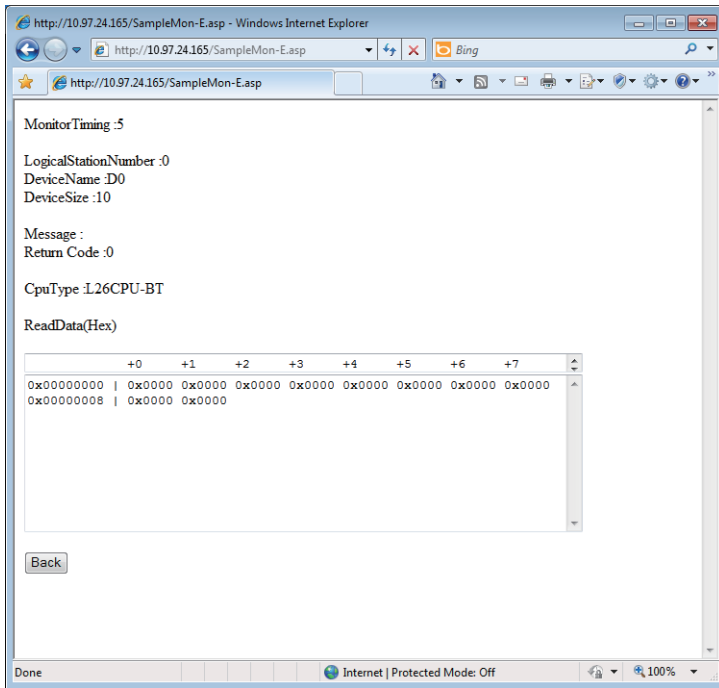 http://10.97.24.165/SampleMon-E.asp - Windows Internet Explorer
http://10.97.24.165/SampleMon-E.asp
Bing
http://10.97.24.165/SampleMon-E.asp
MonitorTiming :5
LogicalStationNumber :0
DeviceName :D0
DeviceSize :10
Message :
Return Code :0
CpuType :L26CPU-BT
ReadData(Hex)
+0 +1 +2 +3 +4 +5 +6 +7
0x00000000 | 0x0000 0x0000 0x0000 0x0000 0x0000 0x0000 0x0000 0x0000
0x00000008 | 0x0000 0x0000
Back
Done Internet | Protected Mode: Off 100%